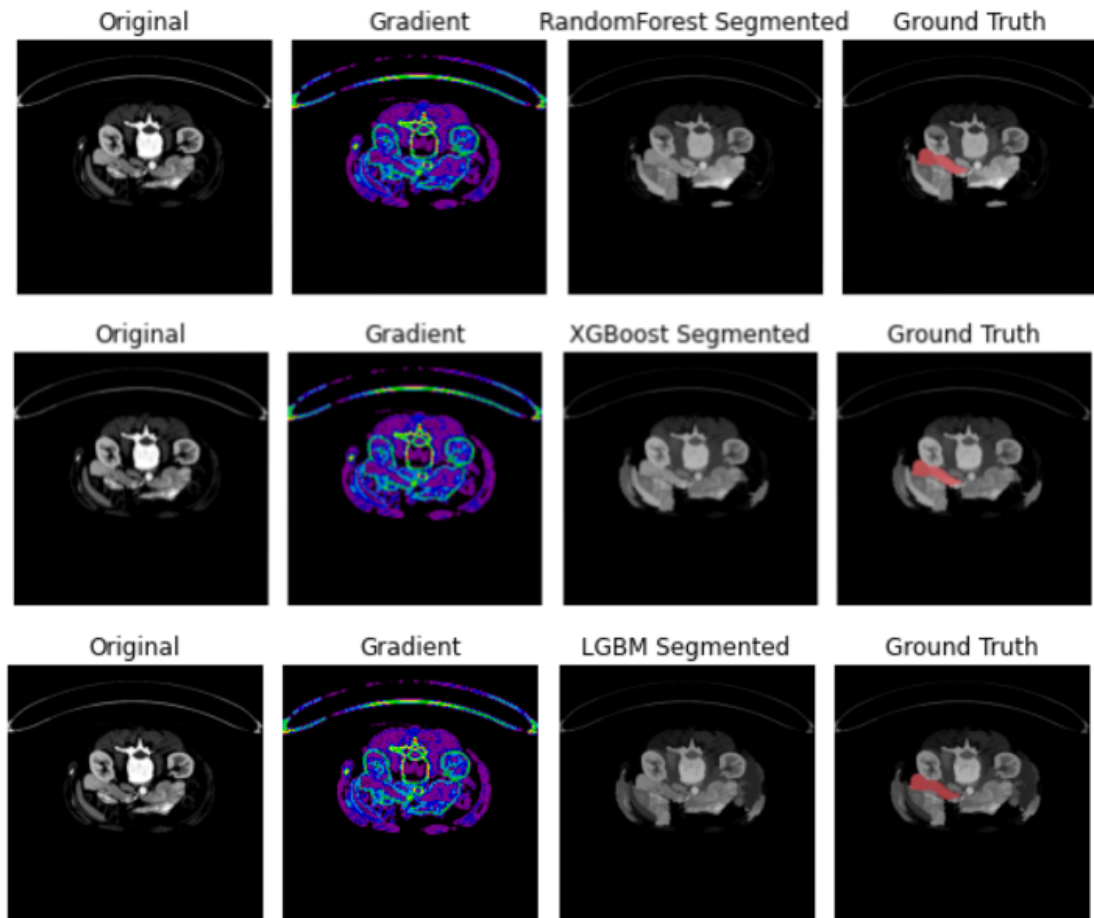 Original Gradient RandomForest Segmented Ground Truth
Original Gradient XGBoost Segmented Ground Truth
Original Gradient LGBM Segmented Ground Truth